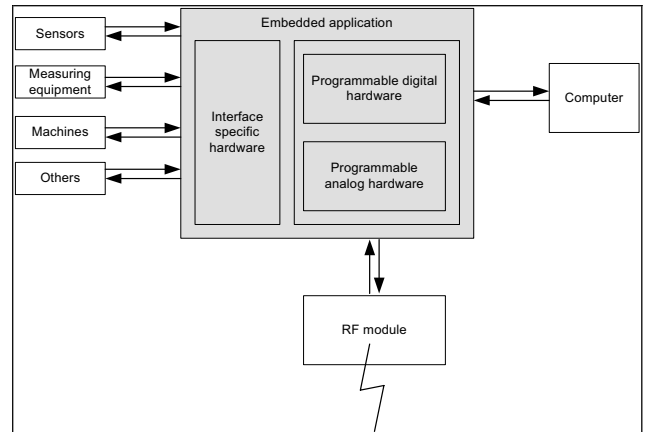 Embedded application
Sensors
Measuring
equipment
Machines
Others
Interface
specific
hardware
Programmable digital
hardware
Programmable
analog hardware
Computer
RF module